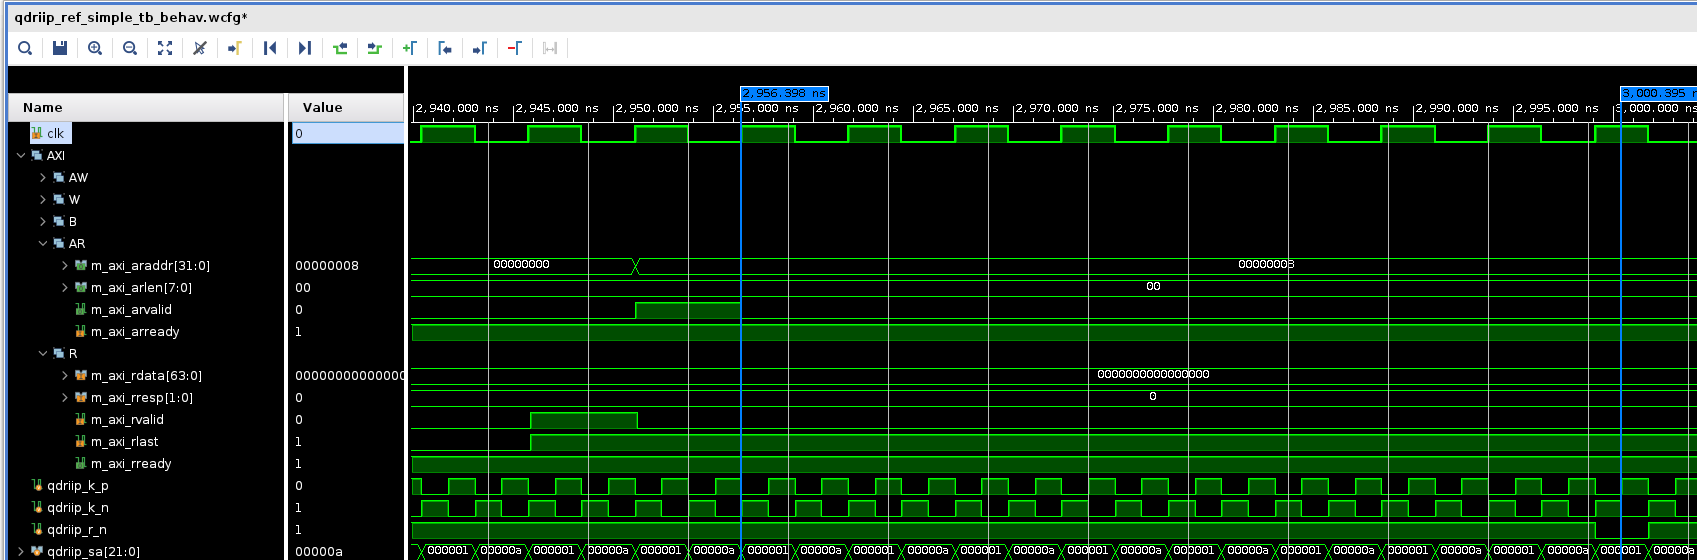 qdriip_ref_simple_tb_behav.wcfg*
2,956.398 ns 3,000.395 n
Name Value 2,940.000 ns 2,945.000 ns 2,950.000 ns 2,955.000 ns 2,960.000 ns 2,965.000 ns 2,970.000 ns 2,975.000 ns 2,980.000 ns 2,985.000 ns 2,990.000 ns 2,995.000 ns 3,000.000 ns
clk 0
AXI
AW
W
B
AR
m_axi_araddr[31:0] 00000008 00000000 00000008
m_axi_arlen[7:0] 00 00
m_axi_arvalid 0
m_axi_arready 1
R
m_axi_rdata[63:0] 00000000000000 0000000000000000
m_axi_rresp[1:0] 0 0
m_axi_rvalid 0
m_axi_rlast 1
m_axi_rready 1
qdriip_k_p 0
qdriip_k_n 1
qdriip_r_n 1
qdriip_sa[21:0] 00000a 000001 00000a 000001 00000a 000001 00000a 000001 00000a 000001 00000a 000001 00000a 000001 00000a 000001 00000a 000001 00000a 000001 00000a 000001 00000a